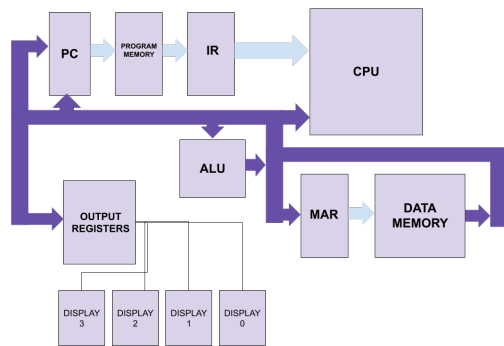 PC
PROGRAM
MEMORY
IR
CPU
ALU
OUTPUT
REGISTERS
MAR
DATA
MEMORY
DISPLAY
3
DISPLAY
2
DISPLAY
1
DISPLAY
0